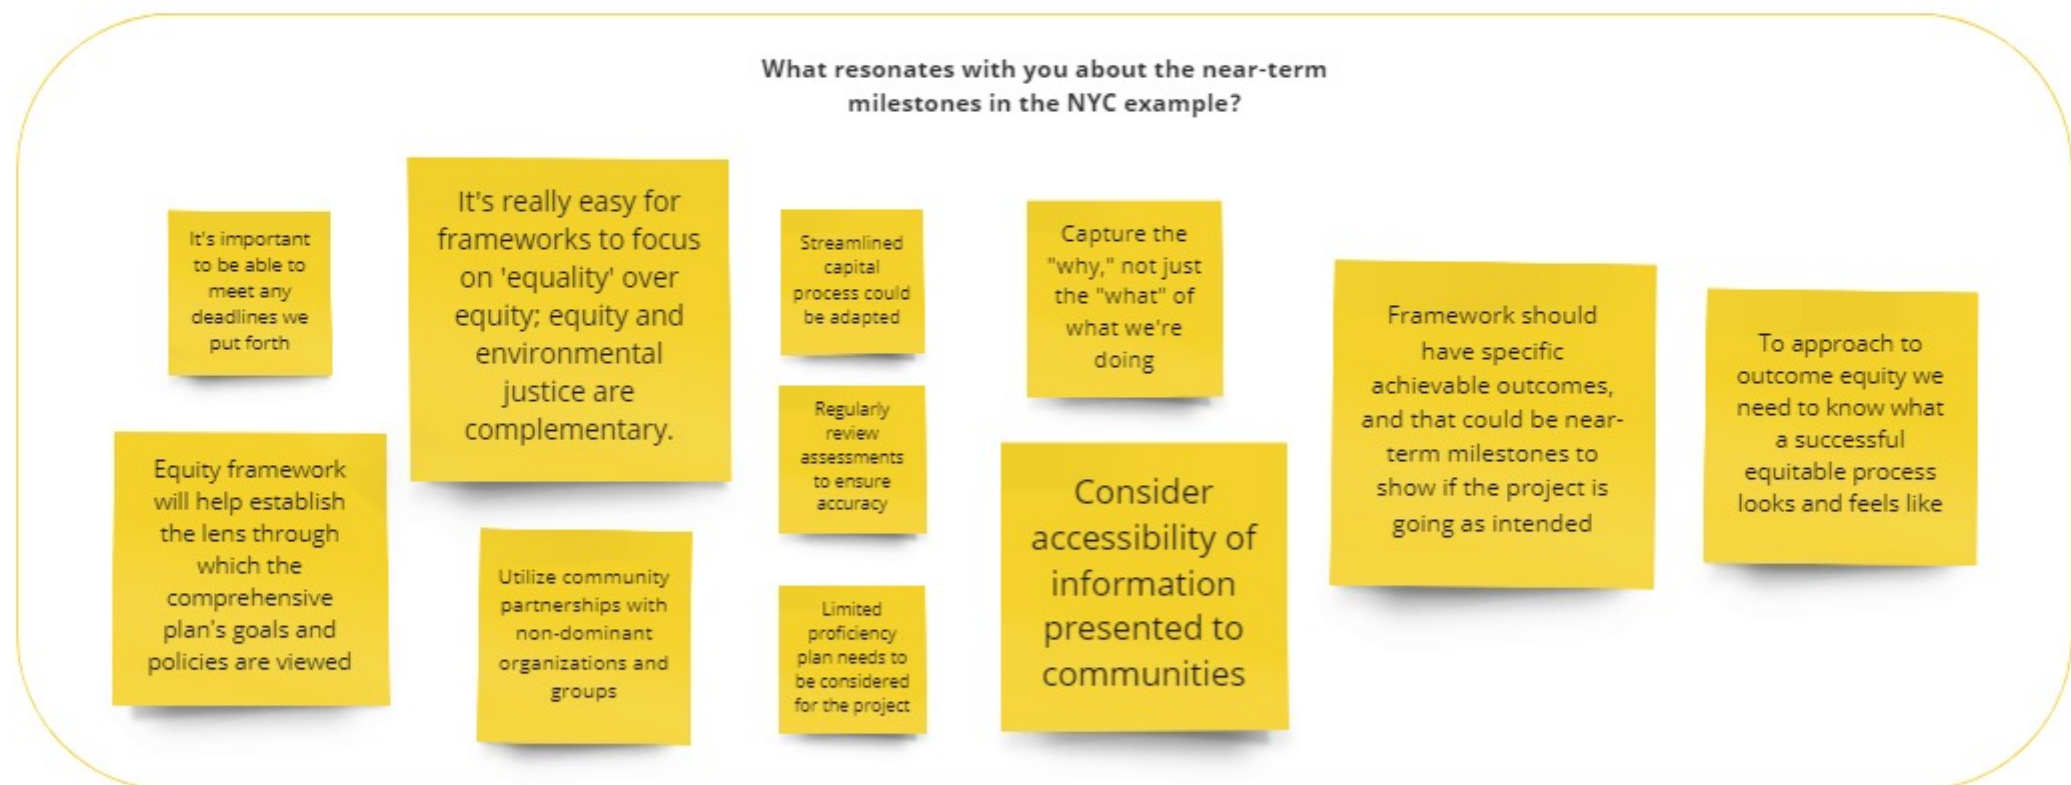 What resonates with you about the near-term
milestones in the NYC example?
It's important
to be able to
meet any
deadlines we
put forth
Equity framework
will help establish
the lens through
which the
comprehensive
plan's goals and
policies are viewed
It's really easy for
frameworks to focus
on 'equality' over
equity; equity and
environmental
justice are
complementary.
Utilize community
partnerships with
non-dominant
organizations and
groups
Streamlined
capital
process could
be adapted
Regularly
review
assessments
to ensure
accuracy
Limited
proficiency
plan needs to
be considered
for the project
Capture the
"why," not just
the "what" of
what we're
doing
Consider
accessibility of
information
presented to
communities
Framework should
have specific
achievable outcomes,
and that could be near-
term milestones to
show if the project is
going as intended
To approach to
outcome equity we
need to know what
a successful
equitable process
looks and feels like